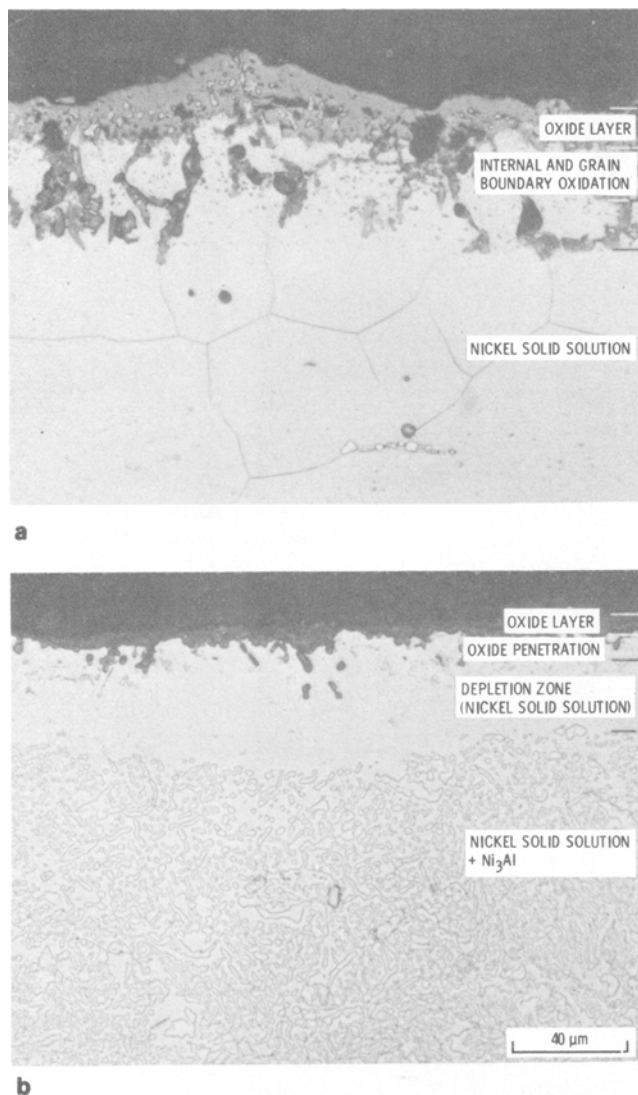 OXIDE LAYER
INTERNAL AND GRAIN
BOUNDARY OXIDATION
NICKEL SOLID SOLUTION
a
OXIDE LAYER
OXIDE PENETRATION
DEPLETION ZONE
(NICKEL SOLID SOLUTION)
NICKEL SOLID SOLUTION
+ Ni₃Al
40 μm
b